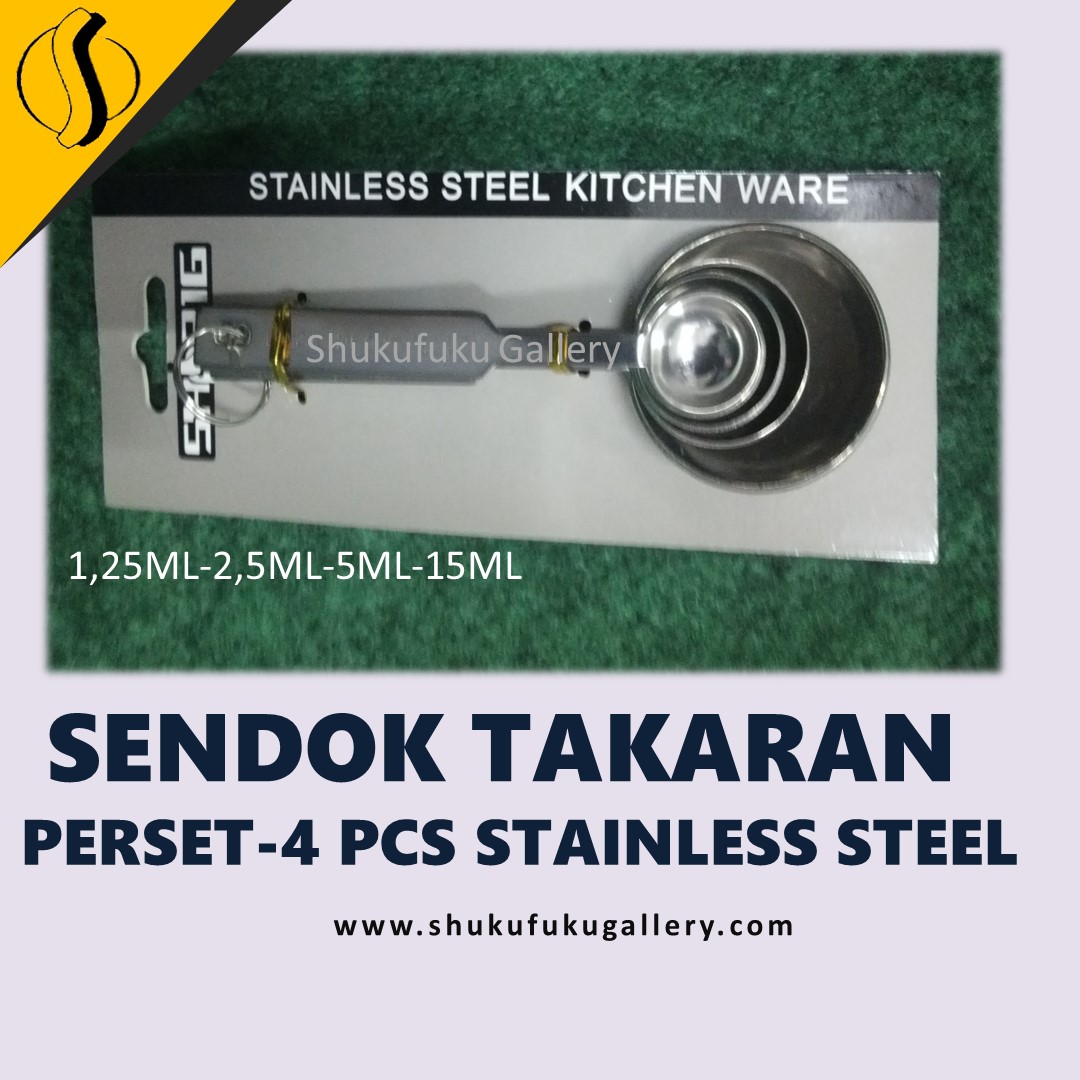 STAINLESS STEEL KITCHEN WARE
Shukufuku Gallery
1,25ML-2,5ML-5ML-15ML
SENDOK TAKARAN
PERSET-4 PCS STAINLESS STEEL
www.shukufukugallery.com